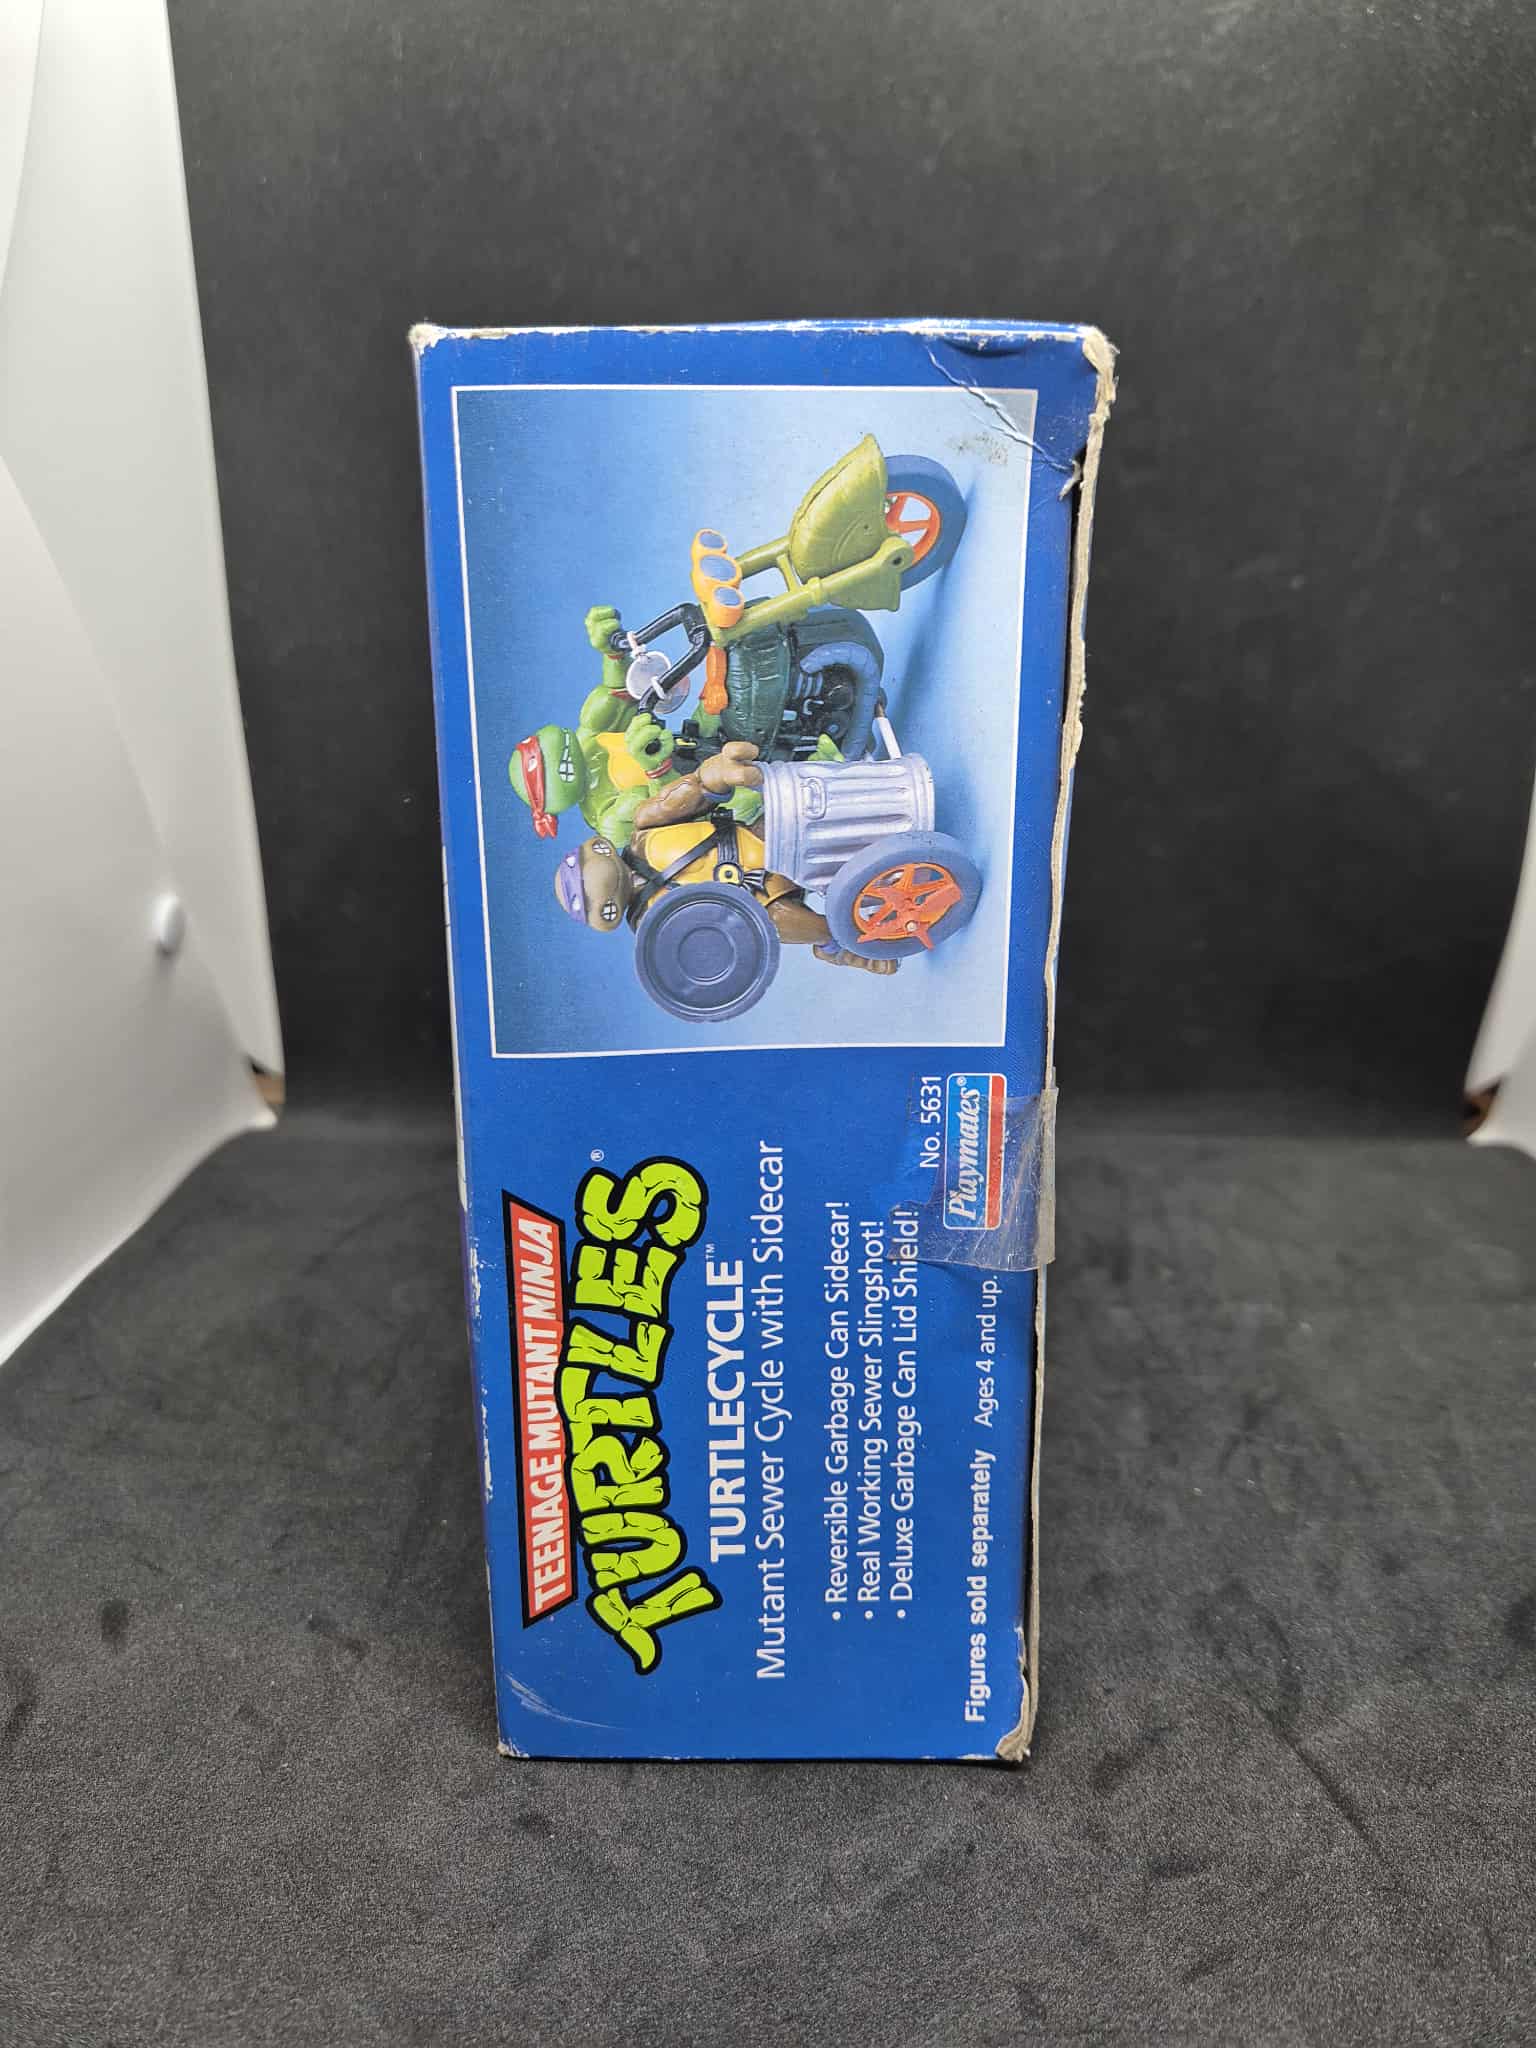 TEENAGE MUTANT NINJA
TURTLES®
TURTLECYCLE™
Mutant Sewer Cycle with Sidecar
• Reversible Garbage Can Sidecar!
• Real Working Sewer Slingshot!
• Deluxe Garbage Can Lid Shield!
No. 5631
Playmates®
Figures sold separately
Ages 4 and up.